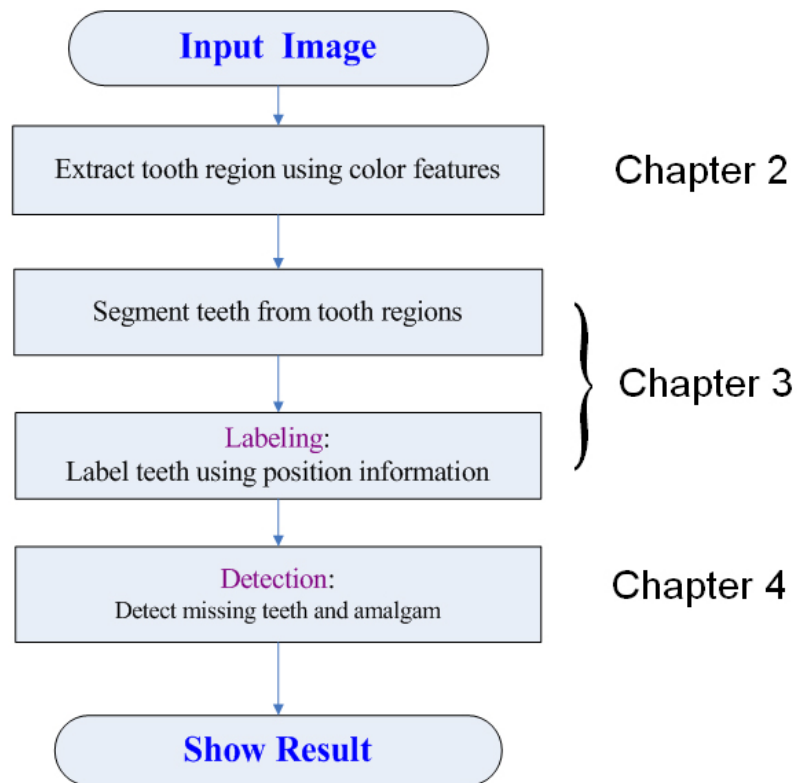 Input Image
Extract tooth region using color features
Chapter 2
Segment teeth from tooth regions
Chapter 3
Labeling:
Label teeth using position information
Detection:
Detect missing teeth and amalgam
Chapter 4
Show Result